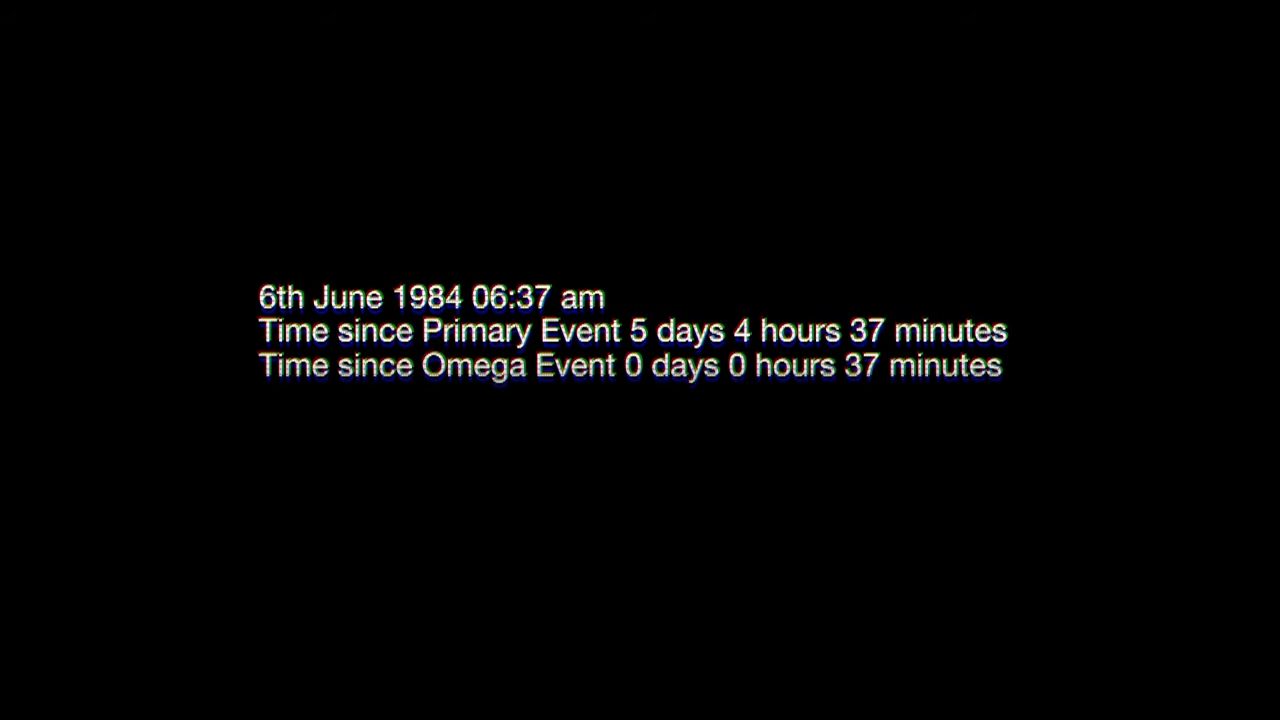 6th June 1984 06:37 am
Time since Primary Event 5 days 4 hours 37 minutes
Time since Omega Event 0 days 0 hours 37 minutes